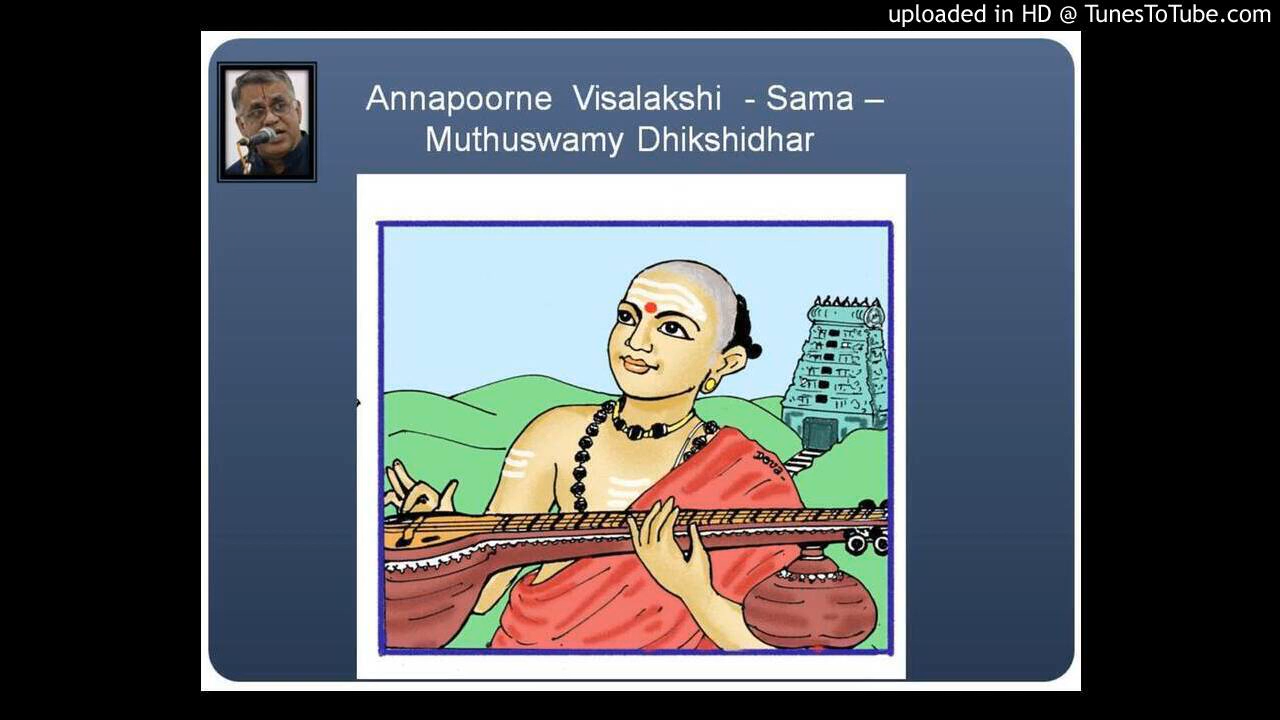 uploaded in HD @ TunesToTube.com
Annapoorne Visalakshi - Sama –
Muthuswamy Dhikshidhar